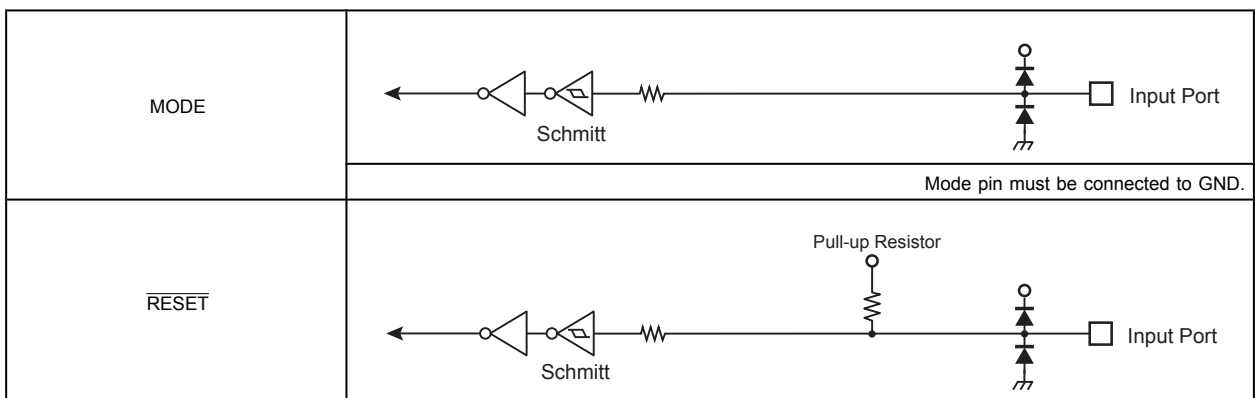 MODE
Schmitt
Input Port
Mode pin must be connected to GND.
RESET
Pull-up Resistor
Schmitt
Input Port